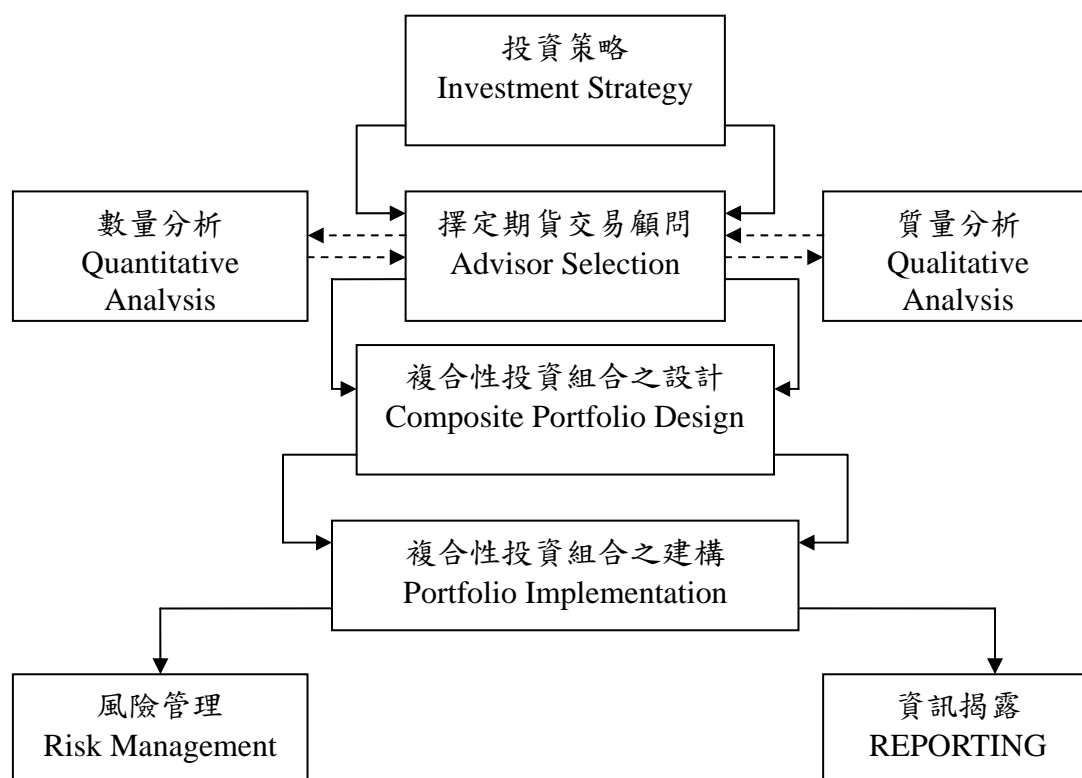 投資策略
Investment Strategy
數量分析
Quantitative
Analysis
擇定期貨交易顧問
Advisor Selection
質量分析
Qualitative
Analysis
複合性投資組合之設計
Composite Portfolio Design
複合性投資組合之建構
Portfolio Implementation
風險管理
Risk Management
資訊揭露
REPORTING